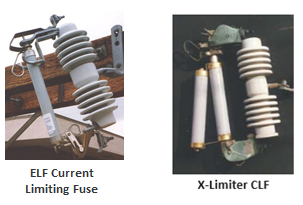 ELF Current
Limiting Fuse
X-Limiter CLF